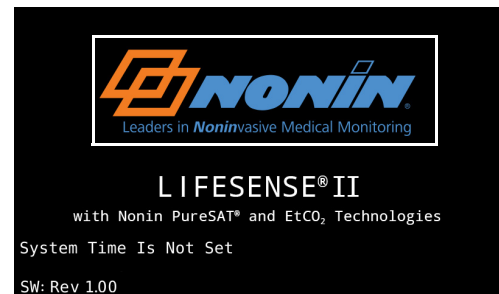 NONIN®
Leaders in Noninvasive Medical Monitoring
LIFESENSE® II
with Nonin PureSAT® and EtCO₂ Technologies
System Time Is Not Set
SW: Rev 1.00